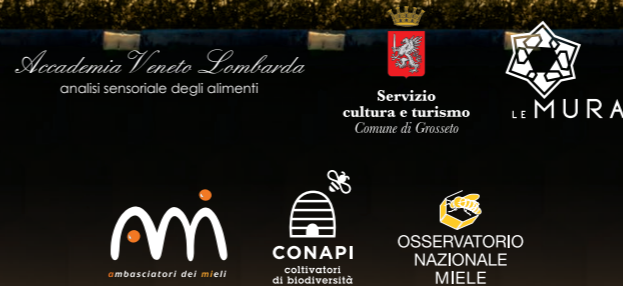 Accademia Veneto Lombarda
analisi sensoriale degli alimenti
Servizio
cultura e turismo
Comune di Grosseto
LE MURA
AMI
ambasciatori dei mieli
CONAPI
coltivatori
di biodiversità
OSSERVATORIO
NAZIONALE
MIELE